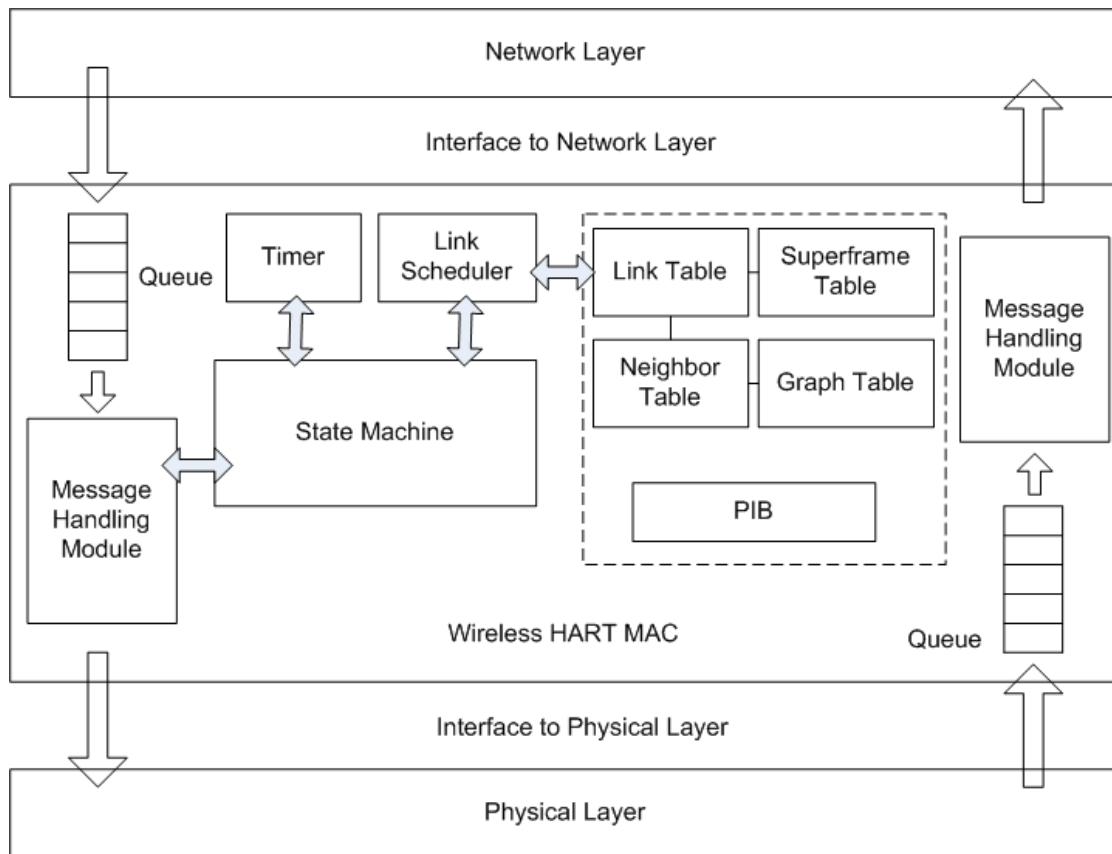 Network Layer
Interface to Network Layer
Queue
Timer
Link
Scheduler
Link Table
Superframe
Table
Message
Handling
Module
Neighbor
Table
Graph Table
State Machine
Message
Handling
Module
PIB
Wireless HART MAC
Queue
Interface to Physical Layer
Physical Layer